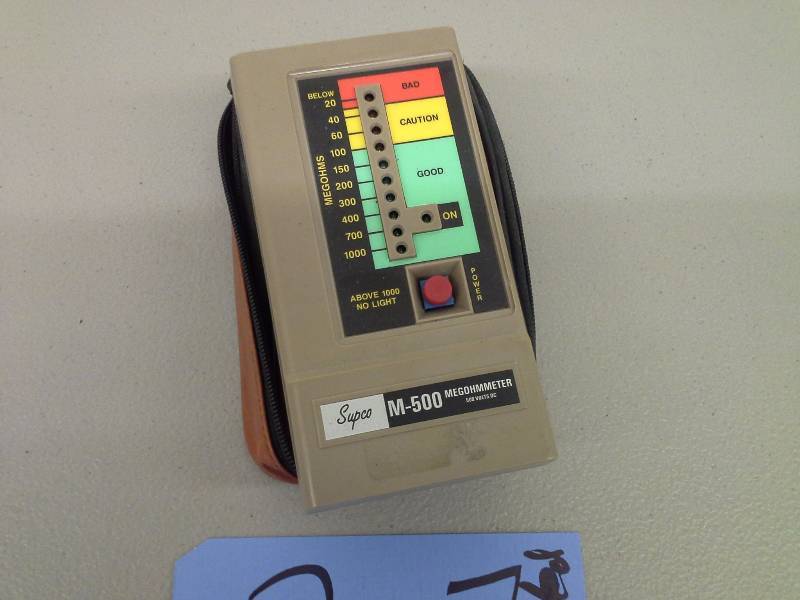 BAD
CAUTION
GOOD
MEGOHMS
BELOW
20
40
60
100
150
200
300
400
700
1000
ON
ABOVE 1000
NO LIGHT
POWER
Supco M-500 MEGOHMMETER
500 VOLTS DC